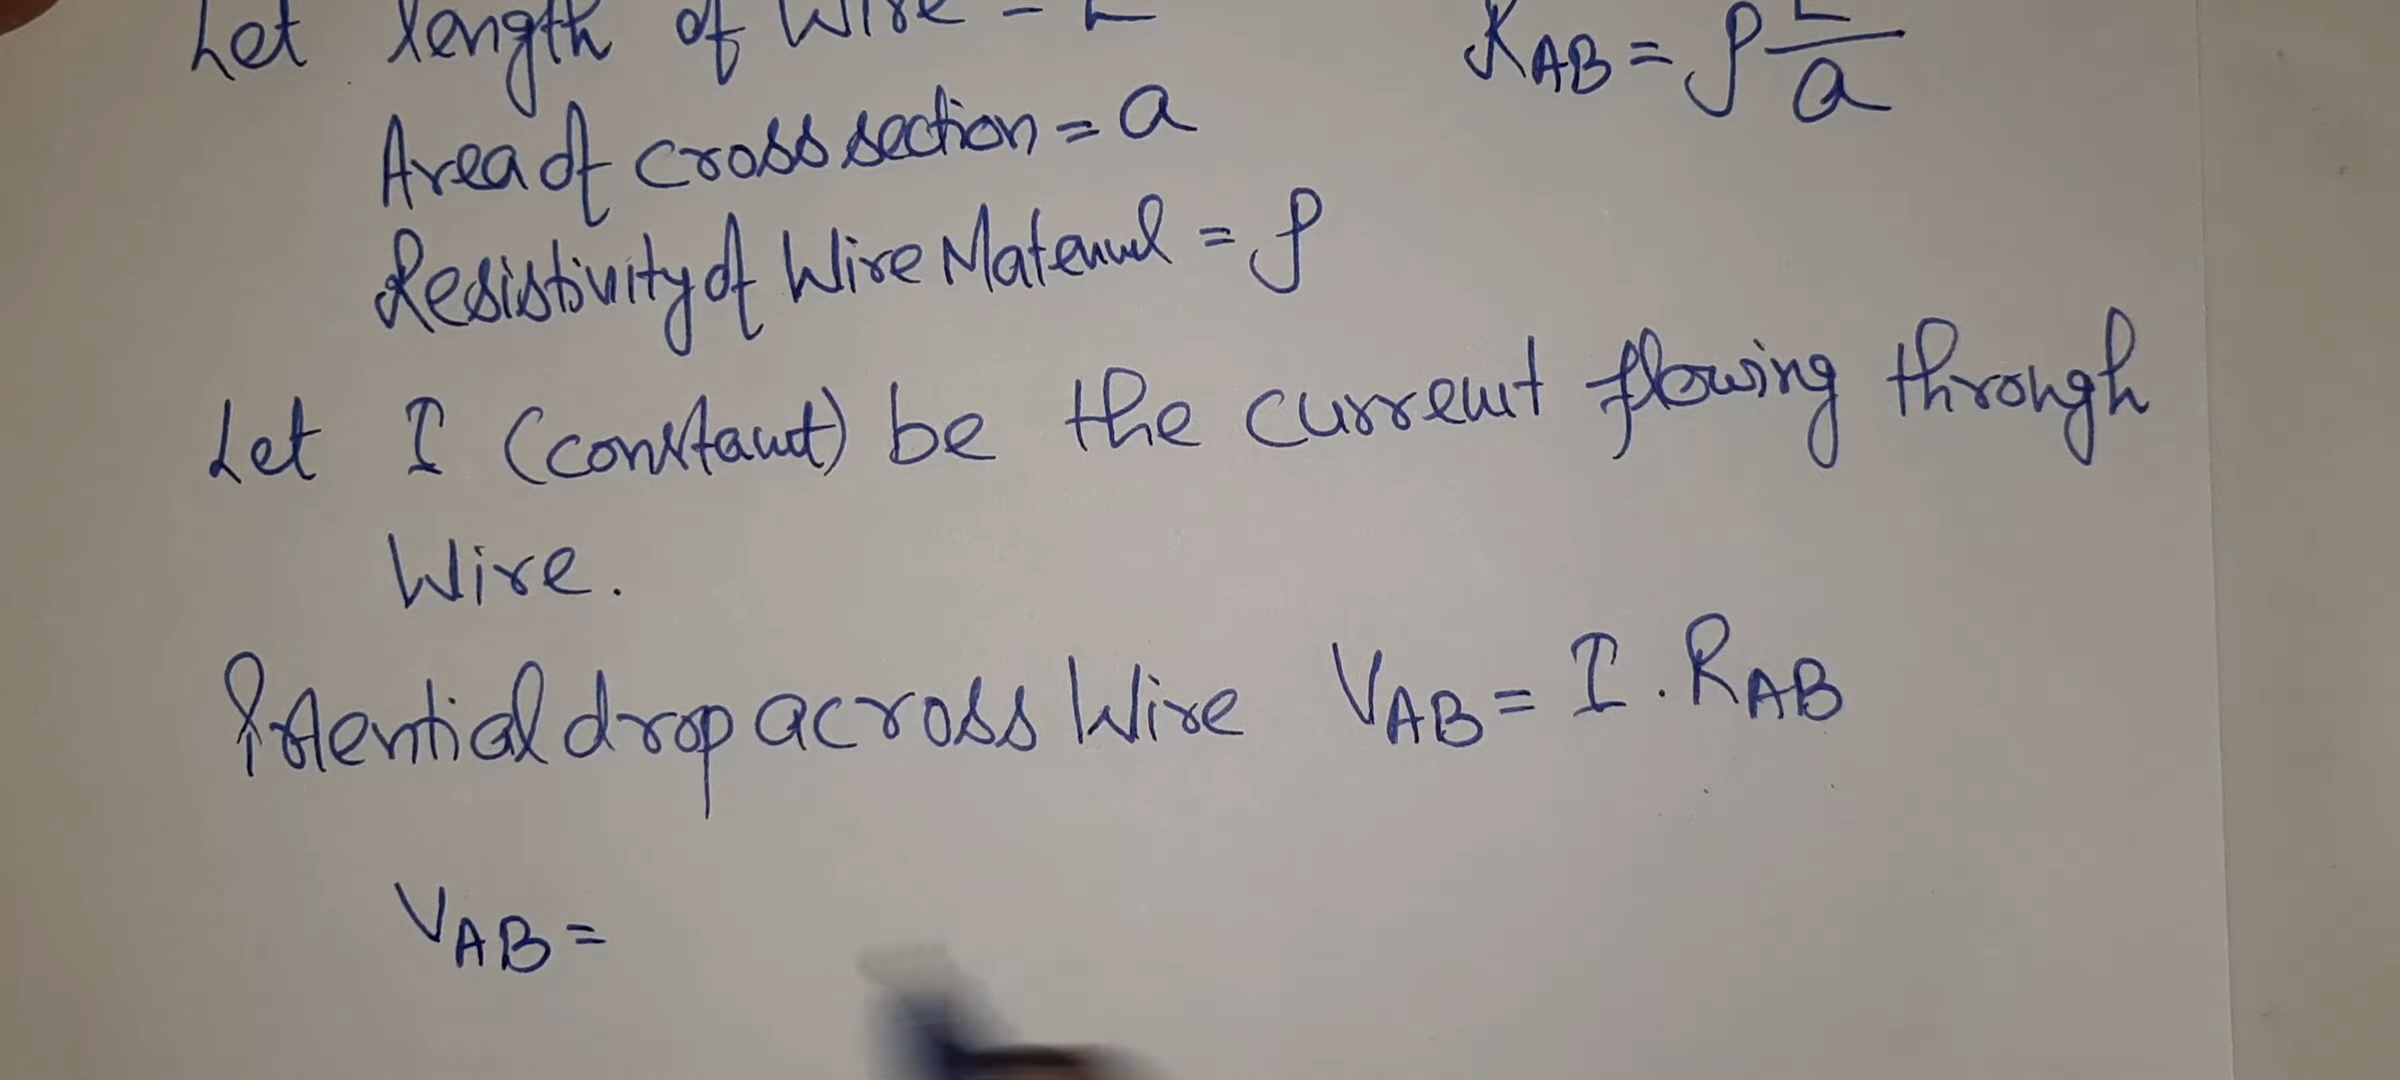 Let length of Wire - L
R_AB = ρ L/a
Area of cross section = a
Resistivity of Wire Material = ρ
Let I (constant) be the current flowing through
Wire.
Potential drop across Wire V_AB = I . R_AB
V_AB =